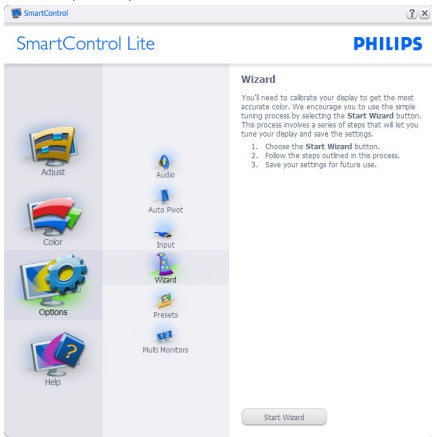 SmartControl
SmartControl Lite
PHILIPS
Adjust
Color
Options
Help
Audio
Auto Pivot
Input
Wizard
Presets
Multi Monitors
Wizard
You'll need to calibrate your display to get the most
accurate color. We encourage you to use the simple
tuning process by selecting the Start Wizard button.
This process involves a series of steps that will let you
tune your display and save the settings.
1. Choose the Start Wizard button.
2. Follow the steps outlined in this process.
3. Save your settings for future use.
Start Wizard